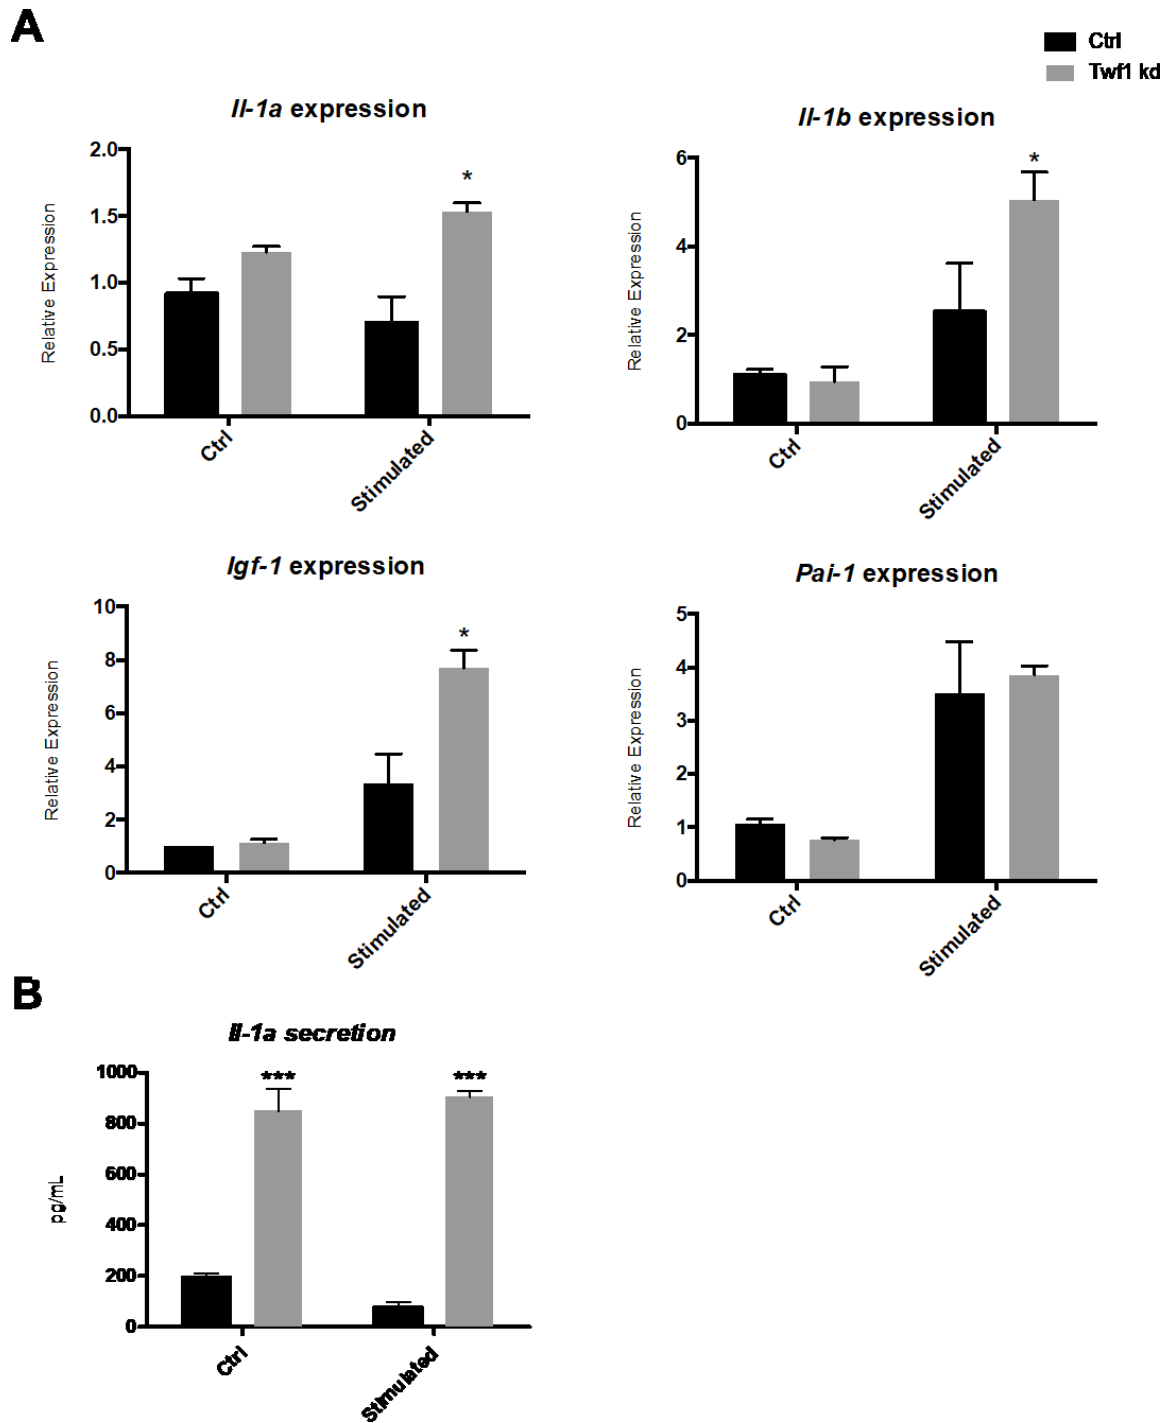 A
Ctrl
Twf1 kd
Il-1a expression
Il-1b expression
Relative Expression
2.0
1.5
1.0
0.5
0.0
*
Ctrl
Stimulated
Relative Expression
6
4
2
0
*
Ctrl
Stimulated
Igf-1 expression
Pai-1 expression
Relative Expression
10
8
6
4
2
0
*
Ctrl
Stimulated
Relative Expression
5
4
3
2
1
0
Ctrl
Stimulated
B
Il-1a secretion
pg/mL
1000
800
600
400
200
0
***
***
Ctrl
Stimulated